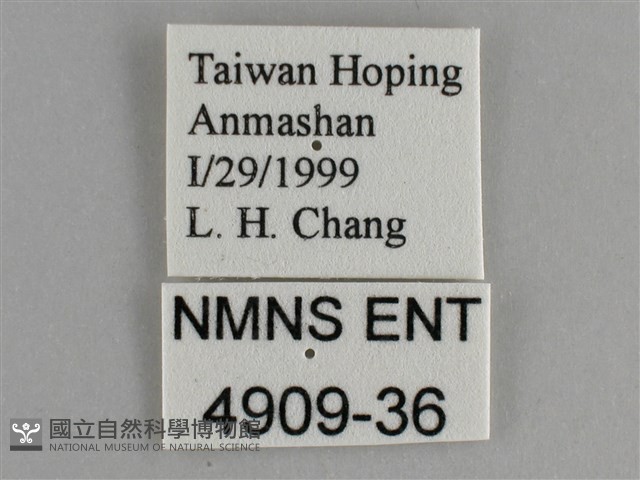 Taiwan Hoping
Anmashan
I/29/1999
L. H. Chang
NMNS ENT
4909-36
國立自然科學博物館
NATIONAL MUSEUM OF NATURAL SCIENCE